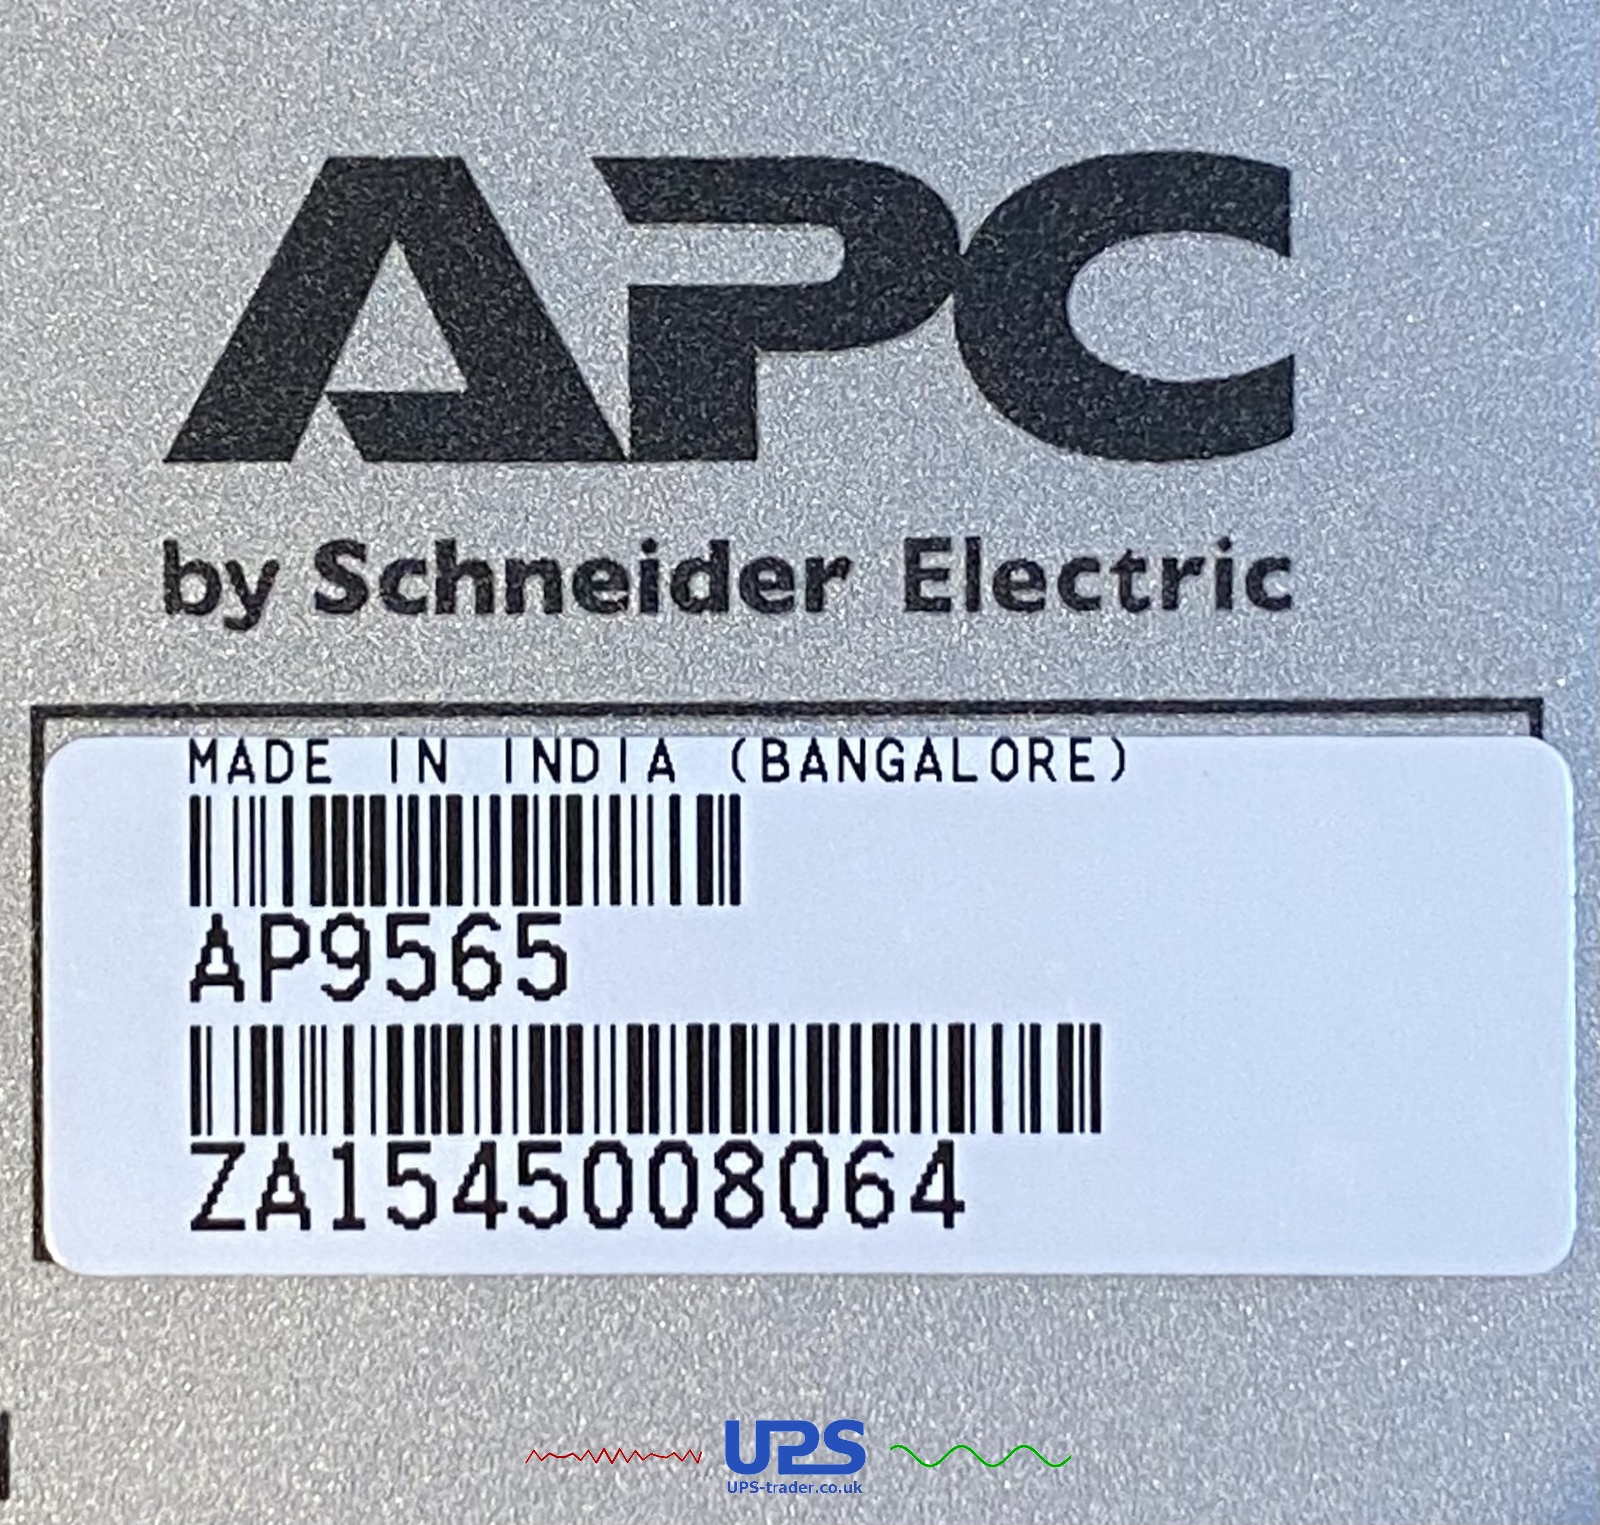 APC
by Schneider Electric
MADE IN INDIA (BANGALORE)
AP9565
ZA1545008064
UPS
UPS-trader.co.uk